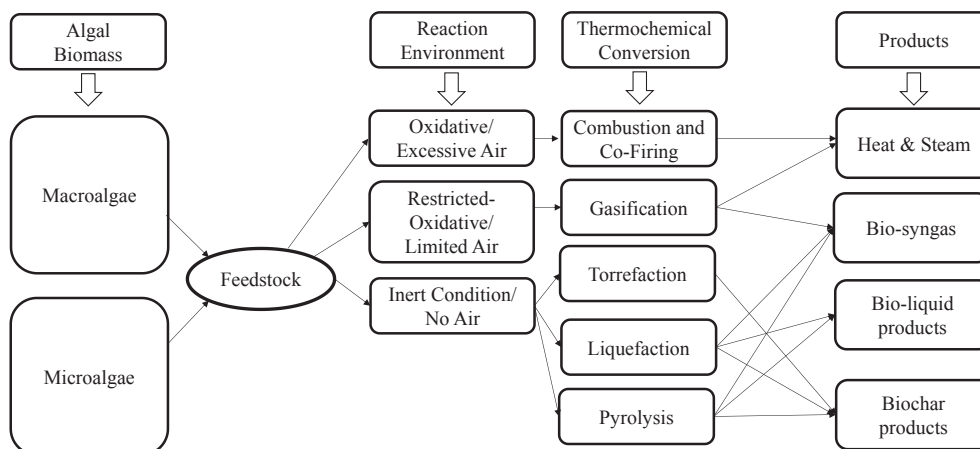 Algal
Biomass
Reaction
Environment
Thermochemical
Conversion
Products
Macroalgae
Microalgae
Feedstock
Oxidative/
Excessive Air
Restricted-
Oxidative/
Limited Air
Inert Condition/
No Air
Combustion and
Co-Firing
Gasification
Torrefaction
Liquefaction
Pyrolysis
Heat & Steam
Bio-syngas
Bio-liquid
products
Biochar
products